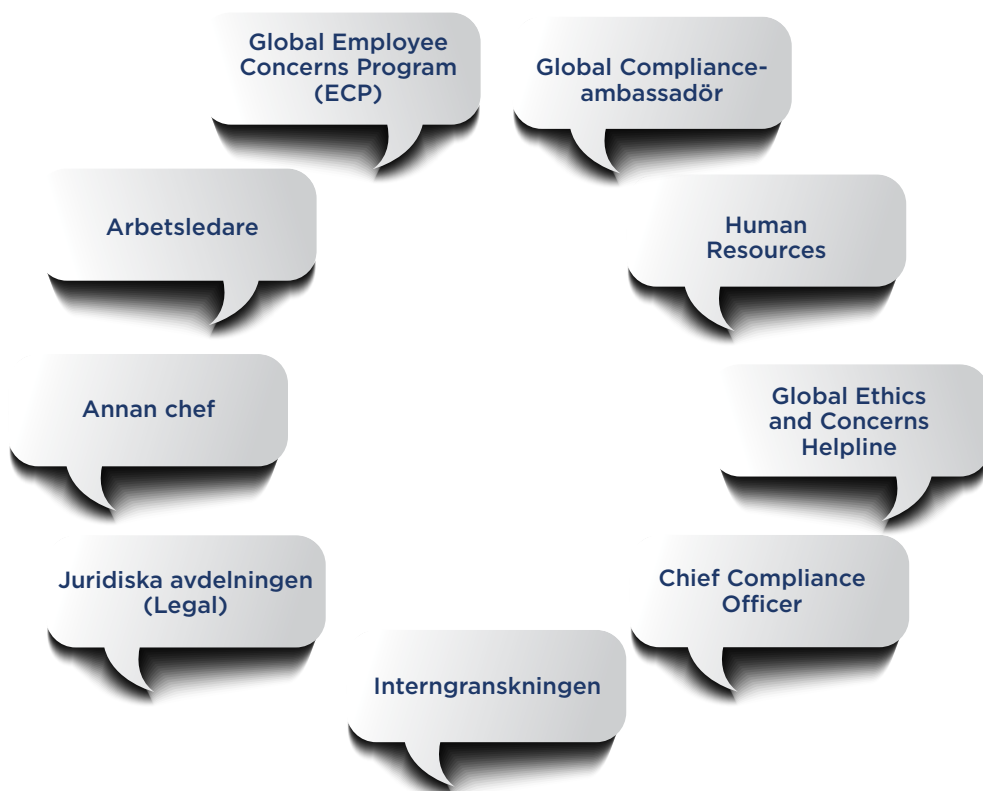 Global Employee
Concerns Program
(ECP)
Global Compliance-
ambassadör
Arbetsledare
Human
Resources
Annan chef
Global Ethics
and Concerns
Helpline
Juridiska avdelningen
(Legal)
Chief Compliance
Officer
Interngranskningen